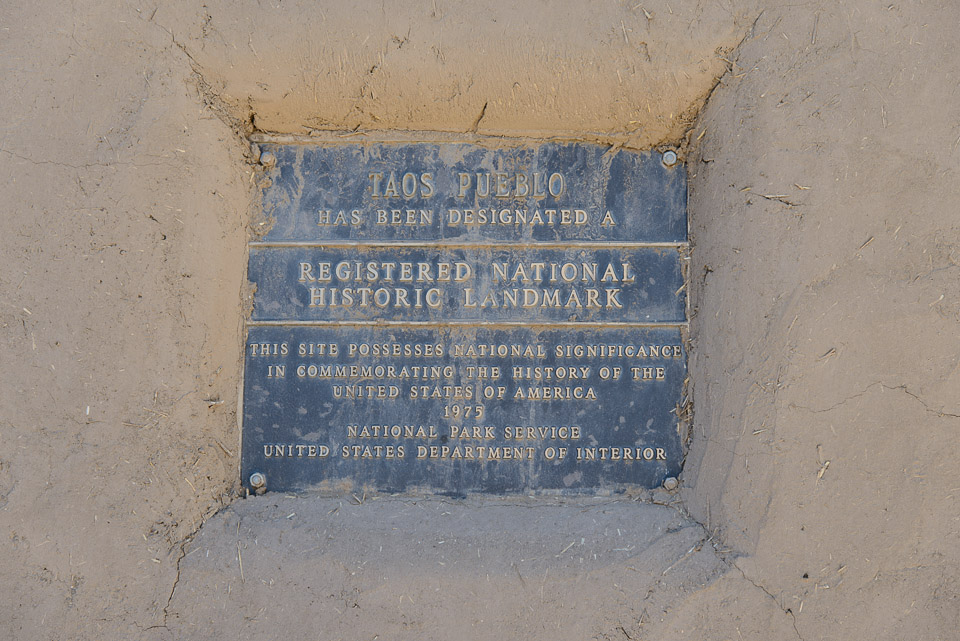 TAOS PUEBLO
HAS BEEN DESIGNATED A
REGISTERED NATIONAL
HISTORIC LANDMARK
THIS SITE POSSESSES NATIONAL SIGNIFICANCE
IN COMMEMORATING THE HISTORY OF THE
UNITED STATES OF AMERICA
1975
NATIONAL PARK SERVICE
UNITED STATES DEPARTMENT OF INTERIOR